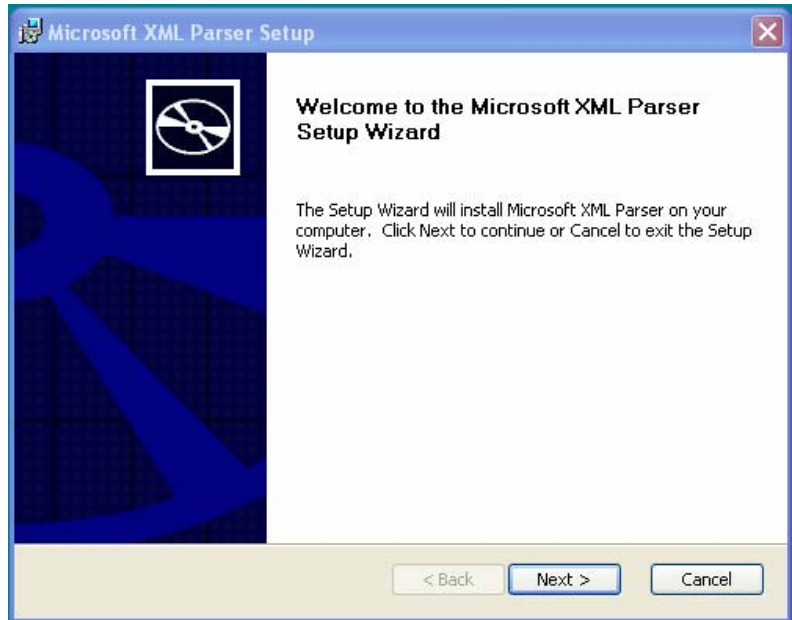 Microsoft XML Parser Setup
Welcome to the Microsoft XML Parser
Setup Wizard
The Setup Wizard will install Microsoft XML Parser on your
computer. Click Next to continue or Cancel to exit the Setup
Wizard.
< Back
Next >
Cancel